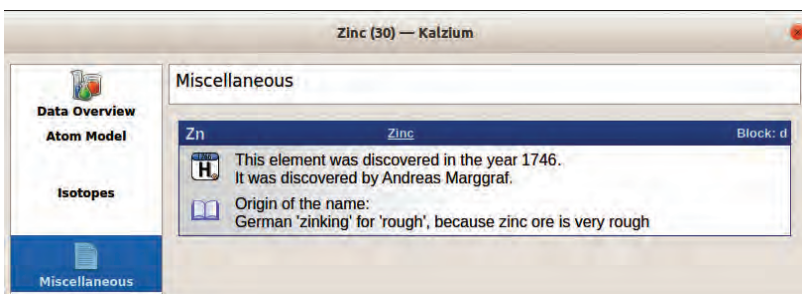 Zinc (30) — Kalzium
Data Overview
Atom Model
Isotopes
Miscellaneous
Miscellaneous
Zn Zinc Block: d
This element was discovered in the year 1746.
It was discovered by Andreas Marggraf.
Origin of the name:
German 'zinking' for 'rough', because zinc ore is very rough